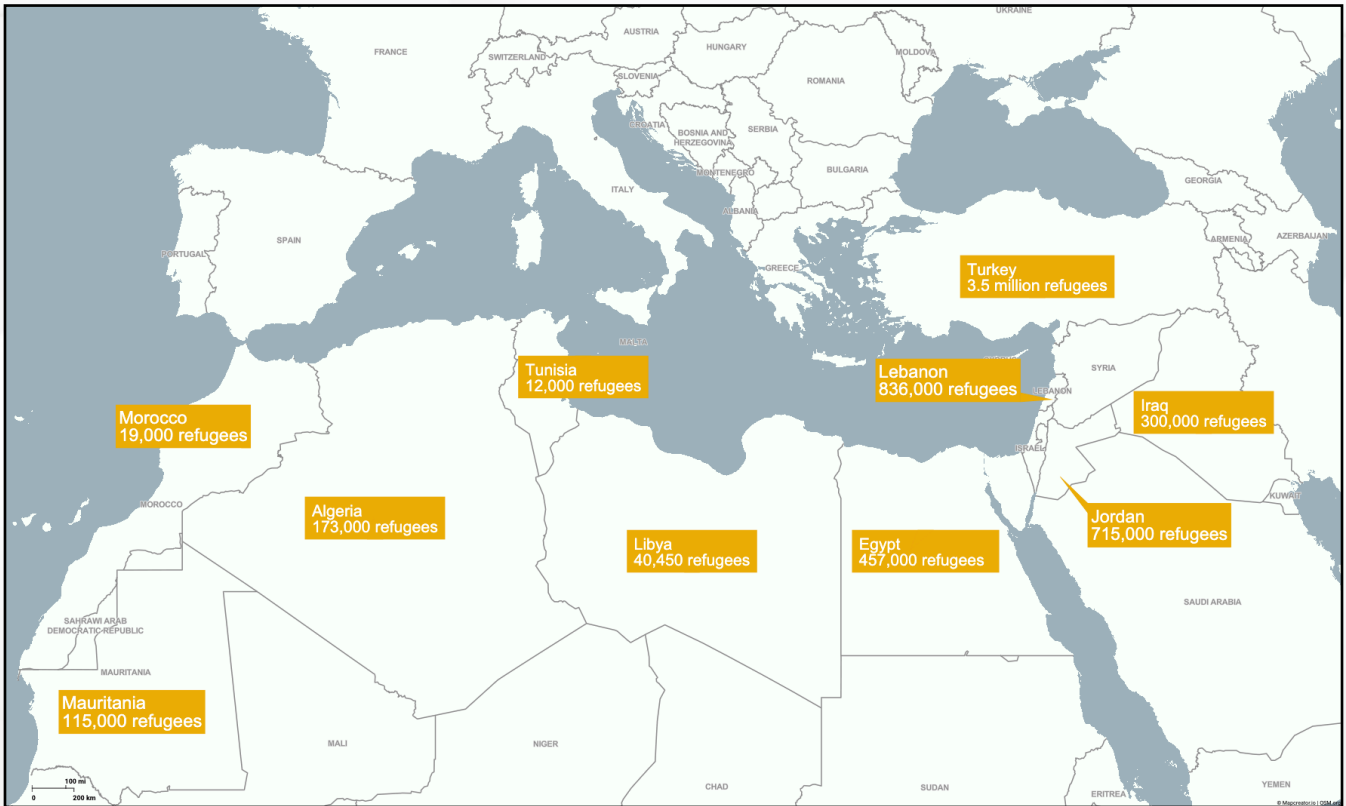 UKRAINE
FRANCE
AUSTRIA
HUNGARY
MOLDOVA
SWITZERLAND
SLOVENIA
ROMANIA
CROATIA
BOSNIA AND
HERZEGOVINA
SERBIA
MONTENEGRO
BULGARIA
ITALY
ALBANIA
GEORGIA
ARMENIA
AZERBAIJAN
PORTUGAL
SPAIN
GREECE
Turkey
3.5 million refugees
MALTA
Tunisia
12,000 refugees
Lebanon
836,000 refugees
LEBANON
SYRIA
Iraq
300,000 refugees
Morocco
19,000 refugees
ISRAEL
KUWAIT
MOROCCO
Algeria
173,000 refugees
Libya
40,450 refugees
Egypt
457,000 refugees
Jordan
715,000 refugees
SAUDI ARABIA
SAHRAWI ARAB
DEMOCRATIC REPUBLIC
MAURITANIA
Mauritania
115,000 refugees
MALI
NIGER
CHAD
SUDAN
ERITREA
YEMEN
100 mi
0 200 km
© Mapcreator.io | OSM.org